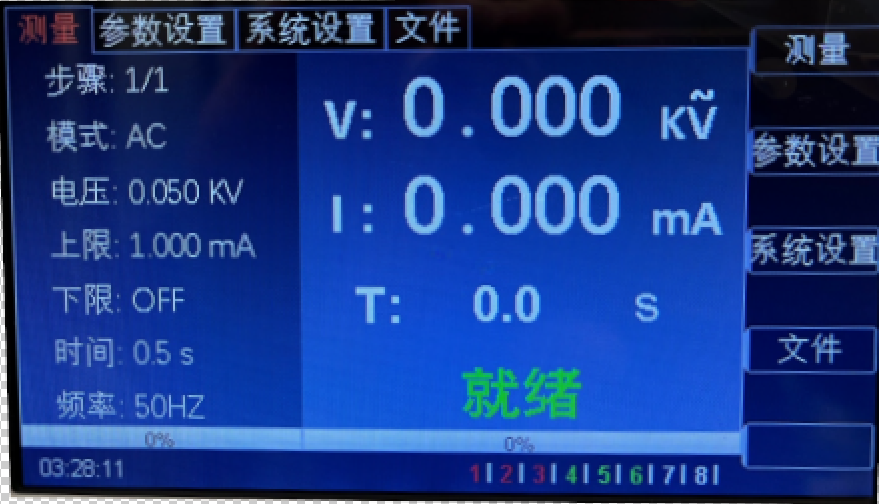 测量 参数设置 系统设置 文件
步骤: 1/1
模式: AC
电压: 0.050 KV
上限: 1.000 mA
下限: OFF
时间: 0.5 s
频率: 50HZ
V: 0.000 KṼ
I: 0.000 mA
T: 0.0 S
就绪
0% 0%
03:28:11 1|2|3|4|5|6|7|8|
测量
参数设置
系统设置
文件